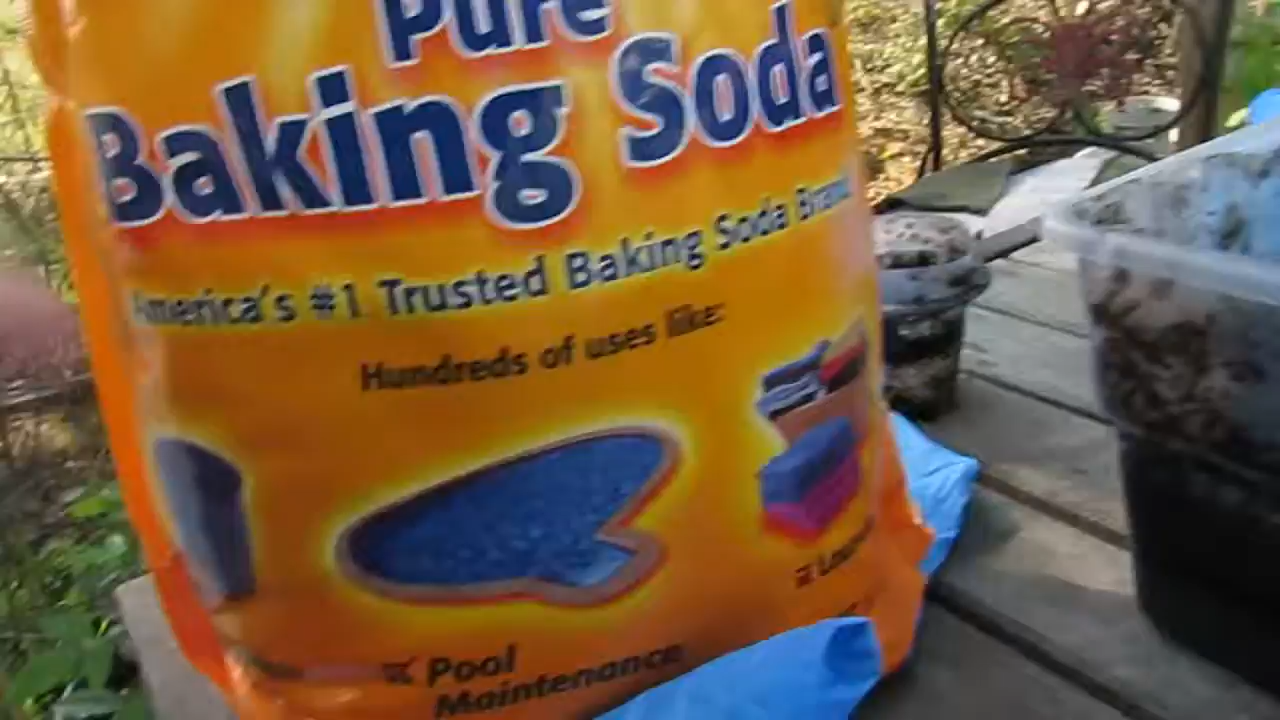 Pure
Baking Soda
America's #1 Trusted Baking Soda Brand
Hundreds of uses like:
Pool
Maintenance